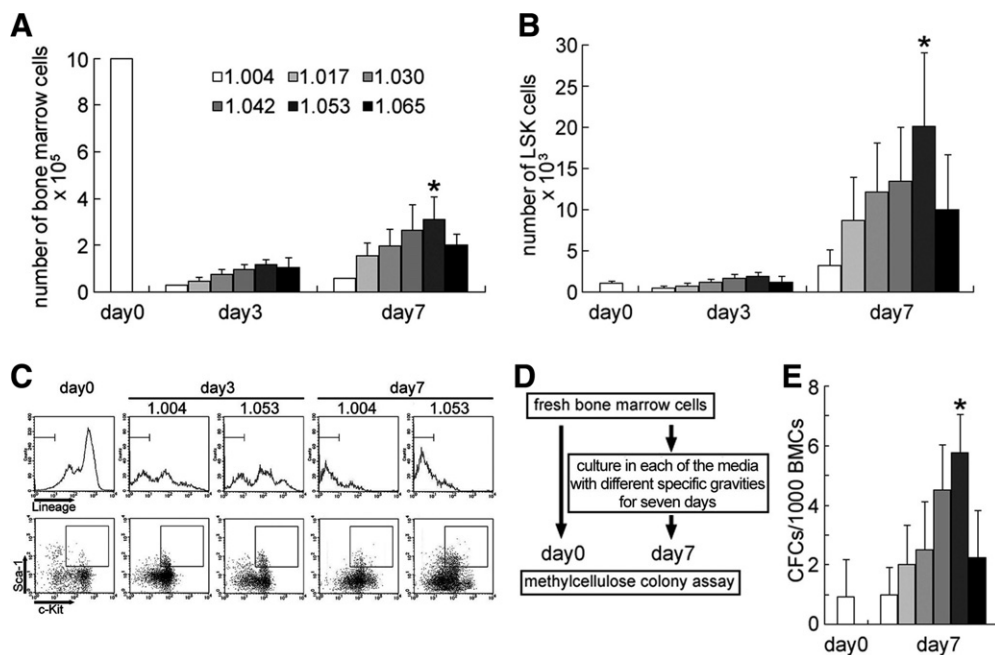 A
number of bone marrow cells
x 10⁵
10
8
6
4
2
0
1.004 1.017 1.030
1.042 1.053 1.065
*
day0 day3 day7
B
number of LSK cells
x 10³
30
25
20
15
10
5
0
*
day0 day3 day7
C
day0 day3 day7
1.004 1.053 1.004 1.053
Counts
Lineage
Sca-1
c-Kit
D
fresh bone marrow cells
culture in each of the media
with different specific gravities
for seven days
day0 day7
methylcellulose colony assay
E
CFCs/1000 BMCs
8
6
4
2
0
*
day0 day7